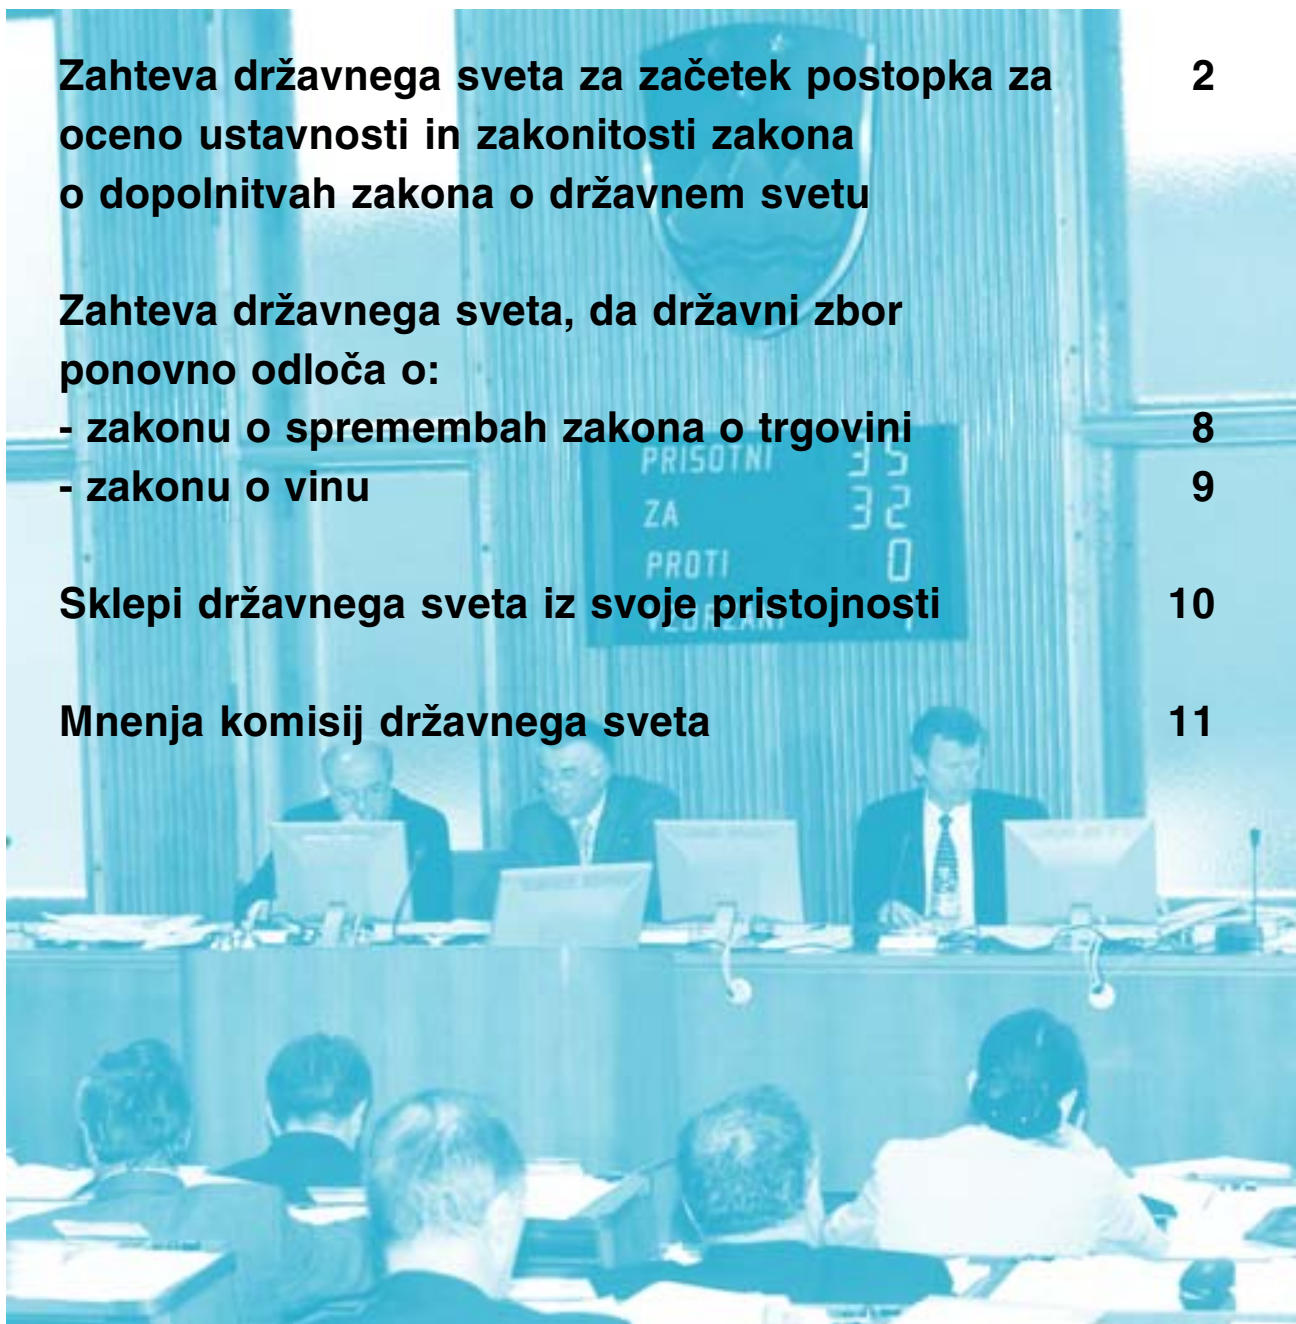 Zahteva državnega sveta za začetek postopka za 2
oceno ustavnosti in zakonitosti zakona
o dopolnitvah zakona o državnem svetu
Zahteva državnega sveta, da državni zbor
ponovno odloča o:
- zakonu o spremembah zakona o trgovini 8
- zakonu o vinu 9
PRISOTNI 35
ZA 32
PROTI 0
Sklepi državnega sveta iz svoje pristojnosti 10
Mnenja komisij državnega sveta 11